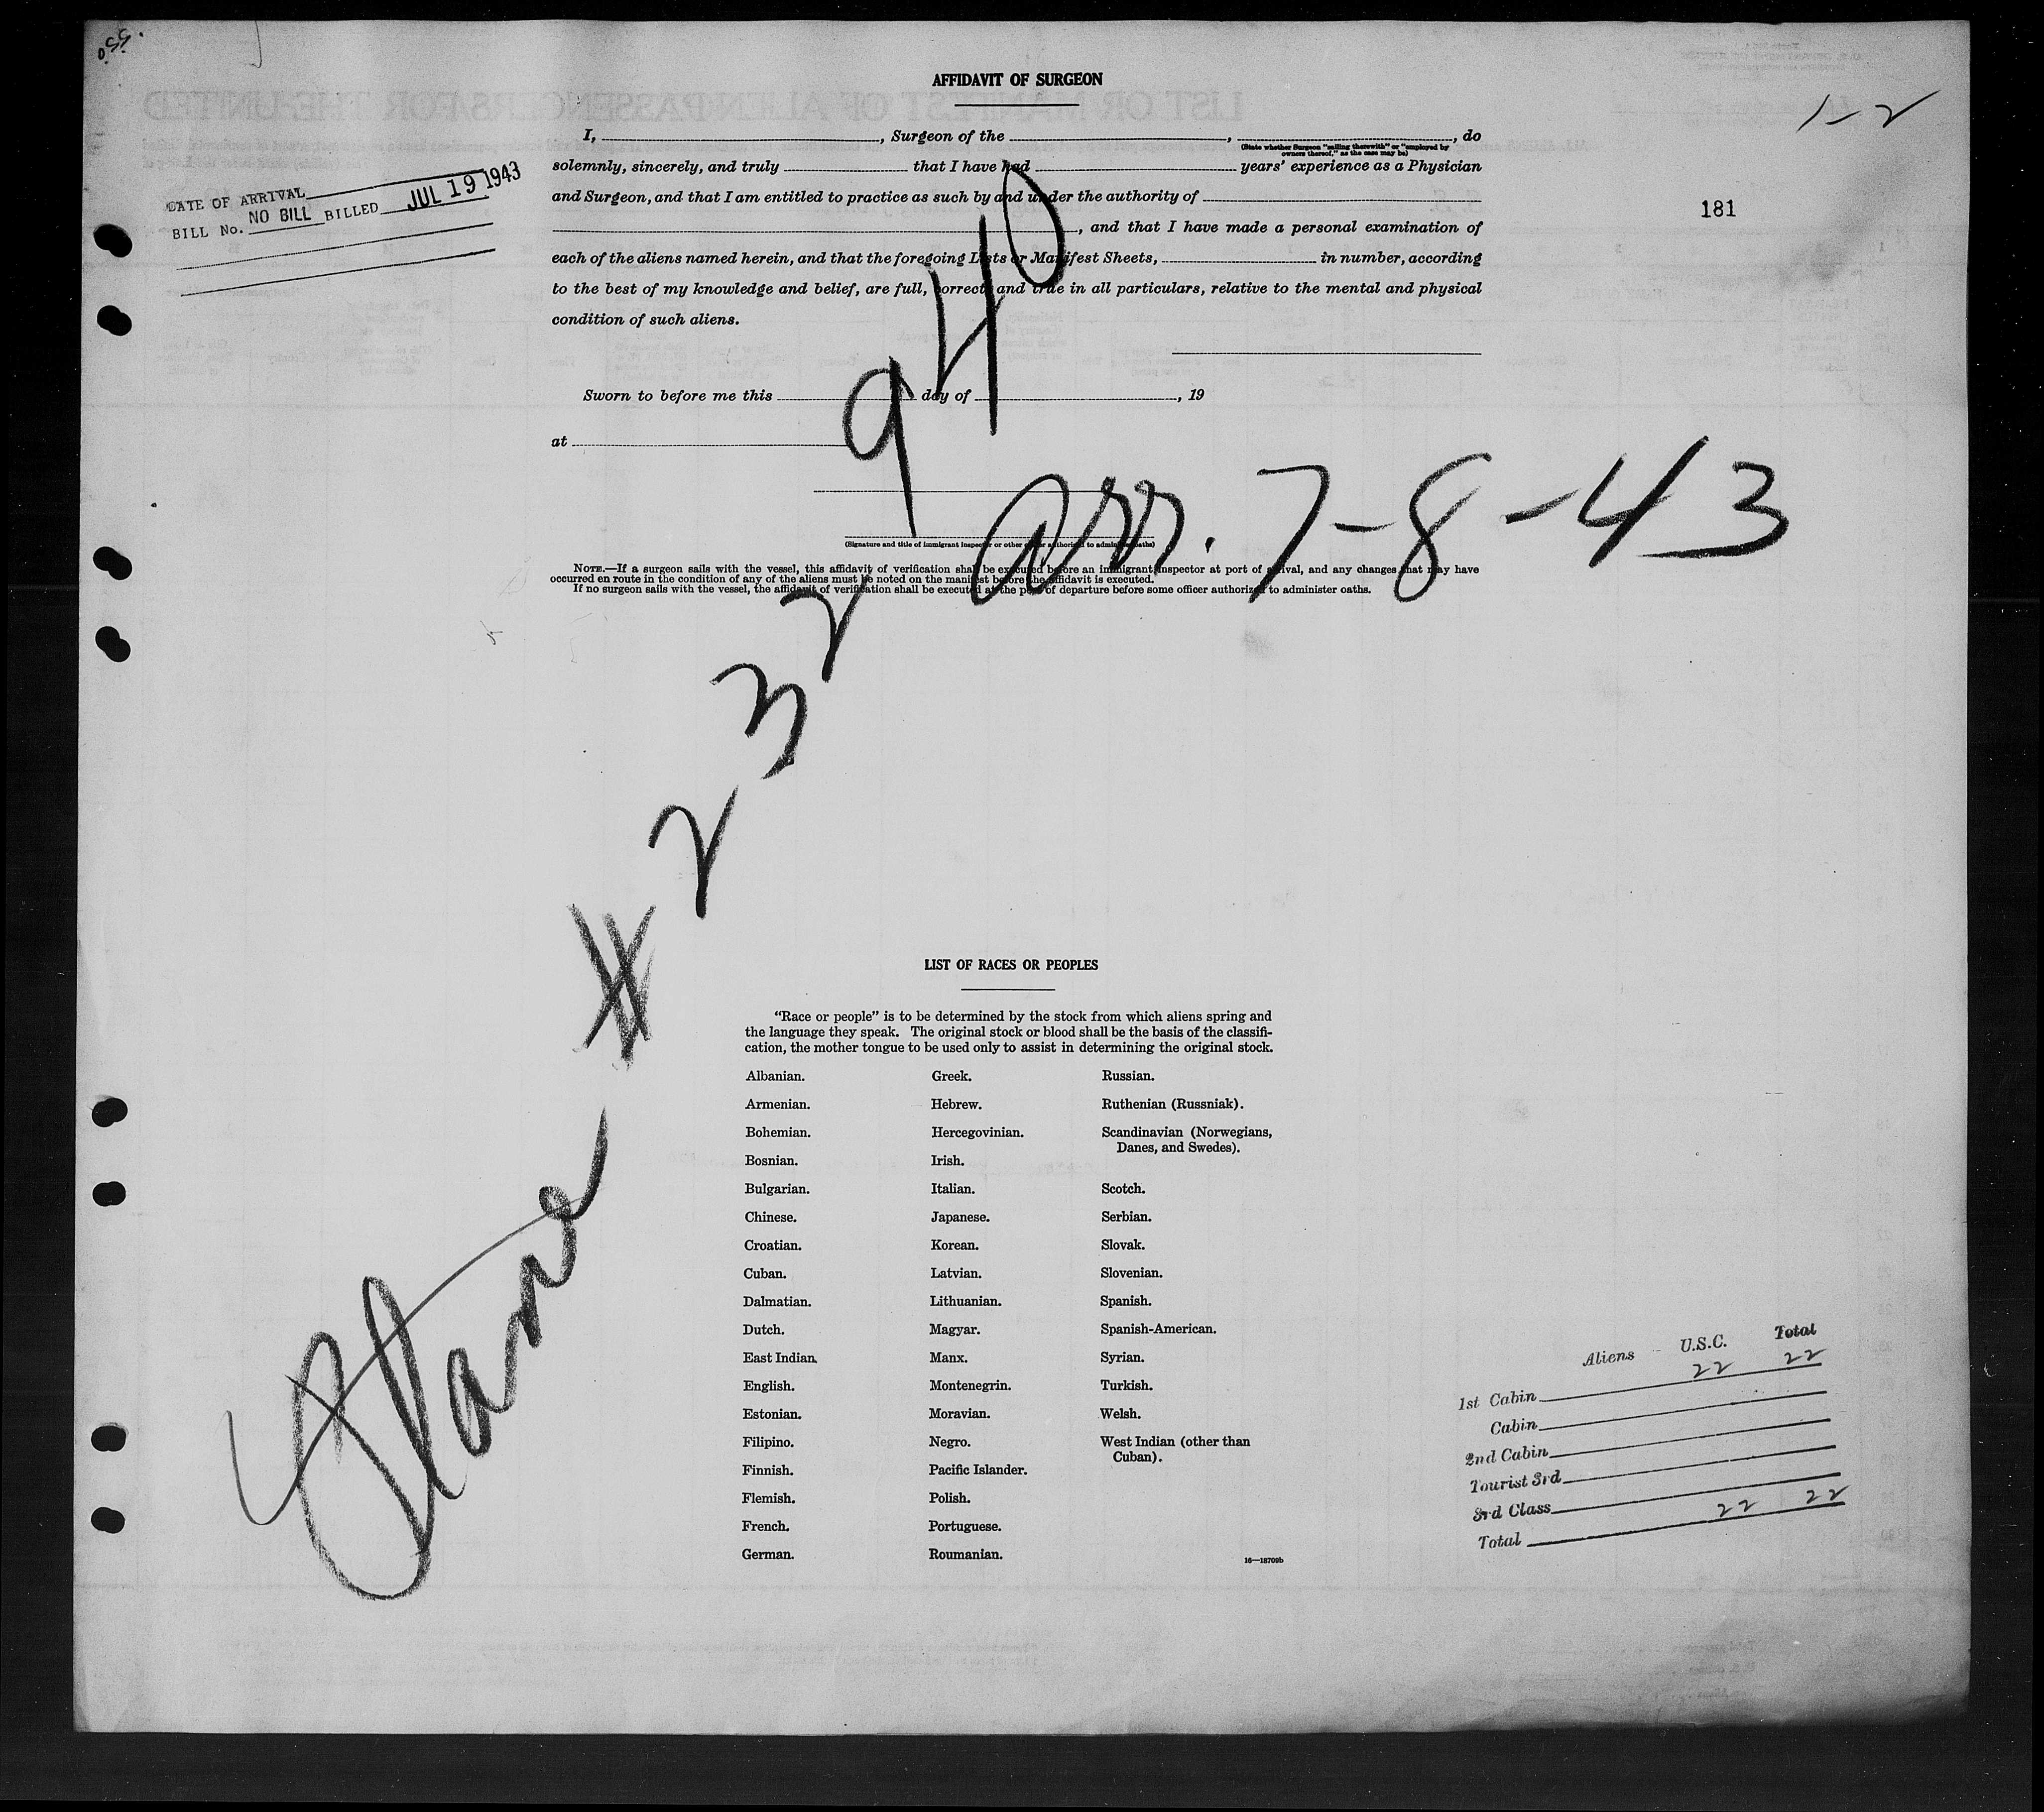 AFFIDAVIT OF SURGEON
1-2
I, , Surgeon of the , , do
(State whether Surgeon "sailing therewith" or "employed by
owners thereof," as the case may be)
solemnly, sincerely, and truly that I have had years' experience as a Physician
and Surgeon, and that I am entitled to practice as such by and under the authority of
, and that I have made a personal examination of
each of the aliens named herein, and that the foregoing Lists or Manifest Sheets, in number, according
to the best of my knowledge and belief, are full, correct, and true in all particulars, relative to the mental and physical
condition of such aliens.
DATE OF ARRIVAL
BILL No. NO BILL BILLED JUL 19 1943
181
Sworn to before me this day of , 19
at
(Signature and title of immigrant inspector or other officer authorized to administer oaths)
NOTE.—If a surgeon sails with the vessel, this affidavit of verification shall be executed before an immigrant inspector at port of arrival, and any changes that may have
occurred en route in the condition of any of the aliens must be noted on the manifest before the affidavit is executed.
If no surgeon sails with the vessel, the affidavit of verification shall be executed at the port of departure before some officer authorized to administer oaths.
# 232 940
arr. 7-8-43
LIST OF RACES OR PEOPLES
"Race or people" is to be determined by the stock from which aliens spring and
the language they speak. The original stock or blood shall be the basis of the classifi-
cation, the mother tongue to be used only to assist in determining the original stock.
Albanian.
Armenian.
Bohemian.
Bosnian.
Bulgarian.
Chinese.
Croatian.
Cuban.
Dalmatian.
Dutch.
East Indian.
English.
Estonian.
Filipino.
Finnish.
Flemish.
French.
German.
Greek.
Hebrew.
Hercegovinian.
Irish.
Italian.
Japanese.
Korean.
Latvian.
Lithuanian.
Magyar.
Manx.
Montenegrin.
Moravian.
Negro.
Pacific Islander.
Polish.
Portuguese.
Roumanian.
Russian.
Ruthenian (Russniak).
Scandinavian (Norwegians,
Danes, and Swedes).
Scotch.
Serbian.
Slovak.
Slovenian.
Spanish.
Spanish-American.
Syrian.
Turkish.
Welsh.
West Indian (other than
Cuban).
16—18709b
Aliens U.S.C. Total
1st Cabin 22 22
Cabin
2nd Cabin
Tourist 3rd
3rd Class
Total 22 22